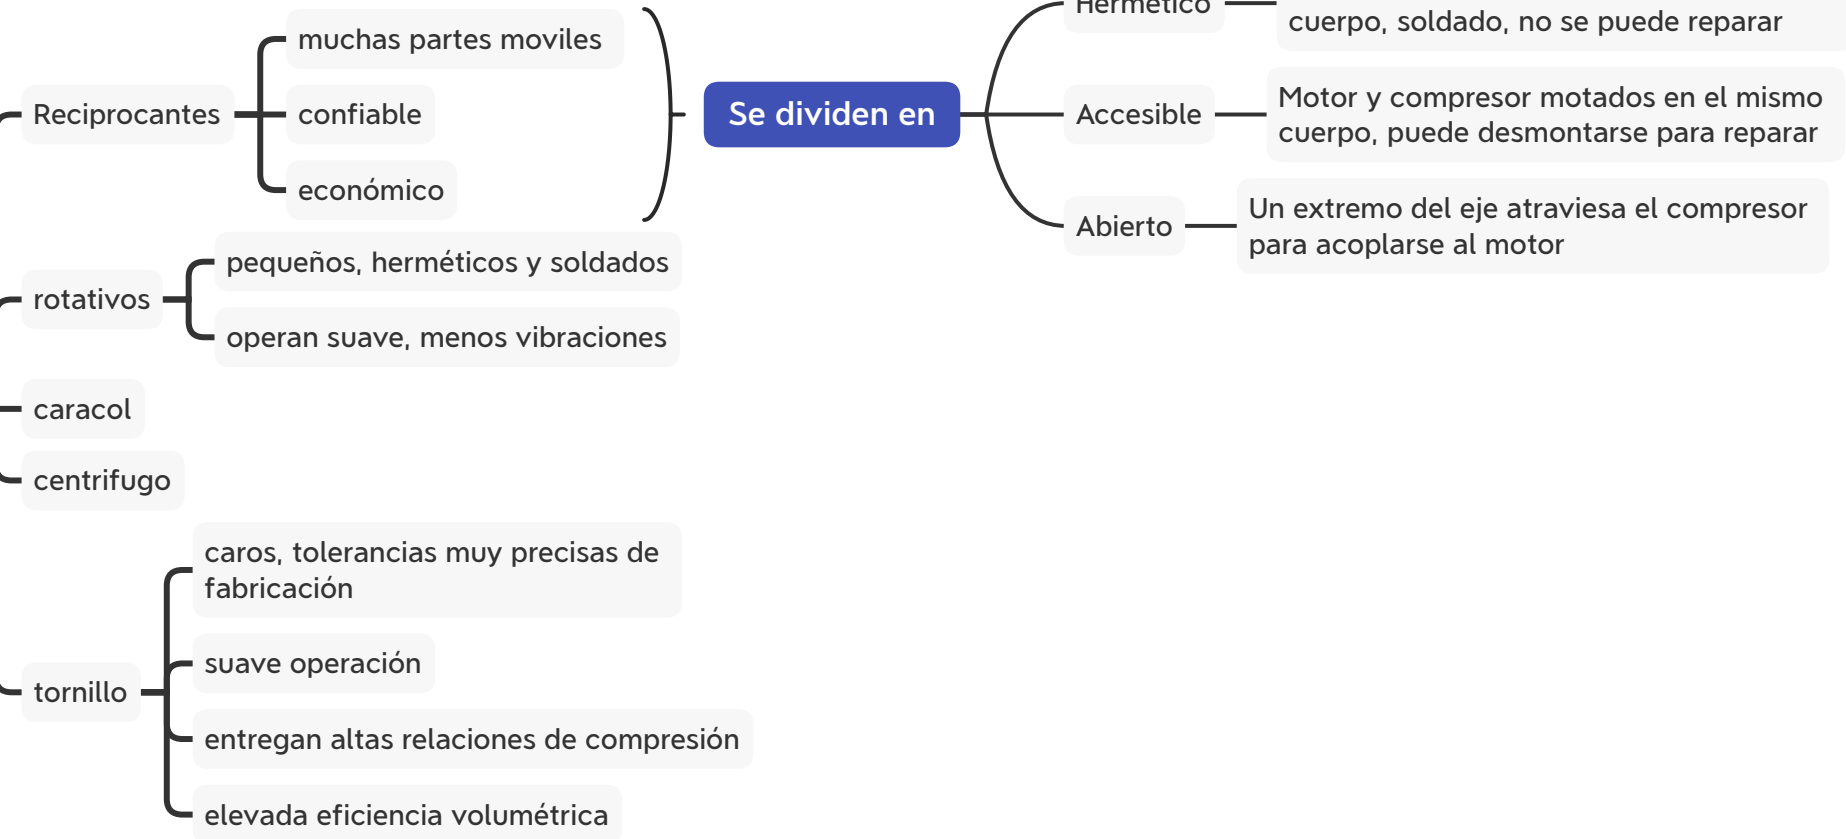 muchas partes moviles
Reciprocantes
confiable
económico
Se dividen en
Hermético
cuerpo, soldado, no se puede reparar
Accesible
Motor y compresor motados en el mismo
cuerpo, puede desmontarse para reparar
Abierto
Un extremo del eje atraviesa el compresor
para acoplarse al motor
rotativos
pequeños, herméticos y soldados
operan suave, menos vibraciones
caracol
centrifugo
tornillo
caros, tolerancias muy precisas de
fabricación
suave operación
entregan altas relaciones de compresión
elevada eficiencia volumétrica